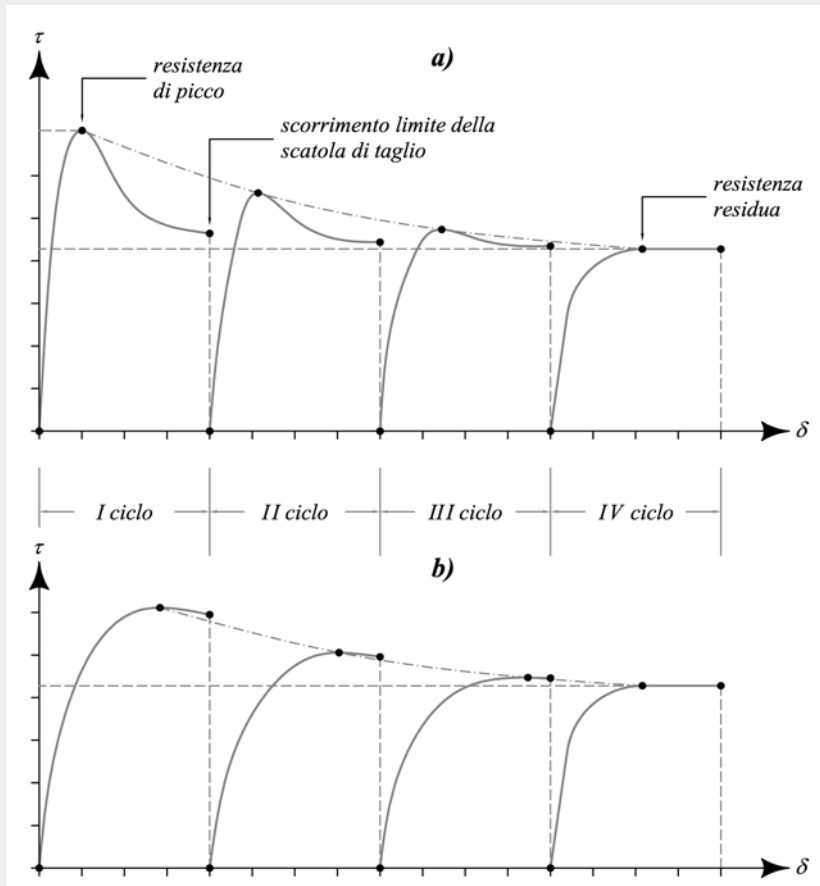 τ
a)
resistenza
di picco
scorrimento limite della
scatola di taglio
resistenza
residua
δ
I ciclo
II ciclo
III ciclo
IV ciclo
τ
b)
δ